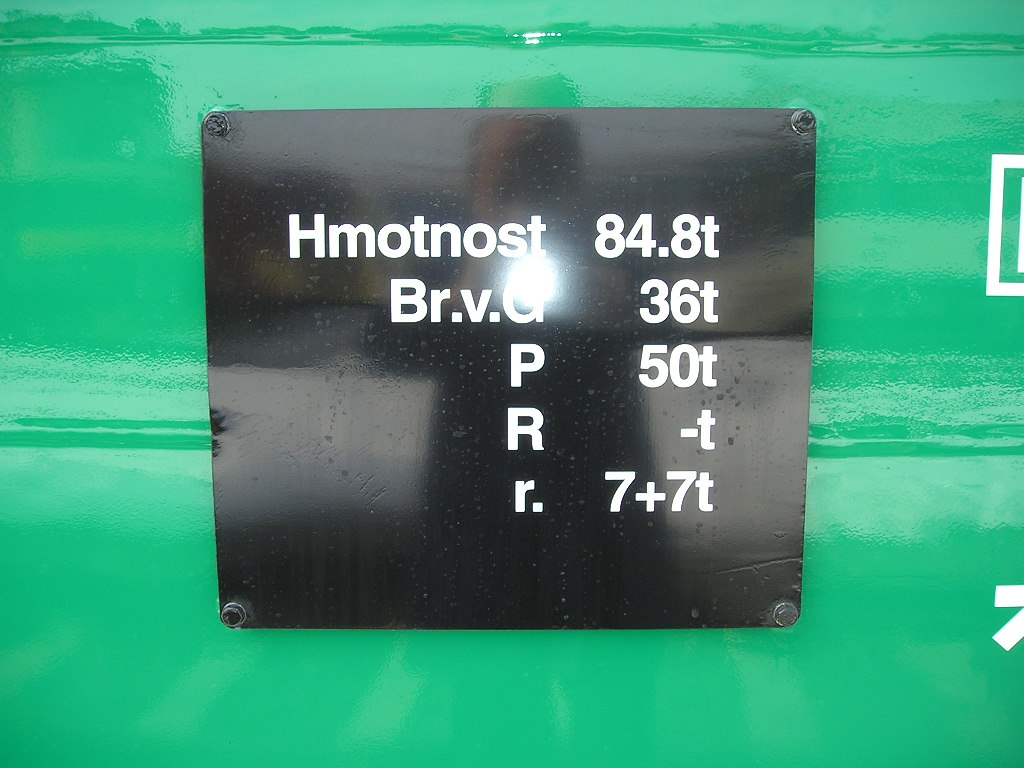 Hmotnost 84.8t
Br.v.G 36t
P 50t
R -t
r. 7+7t